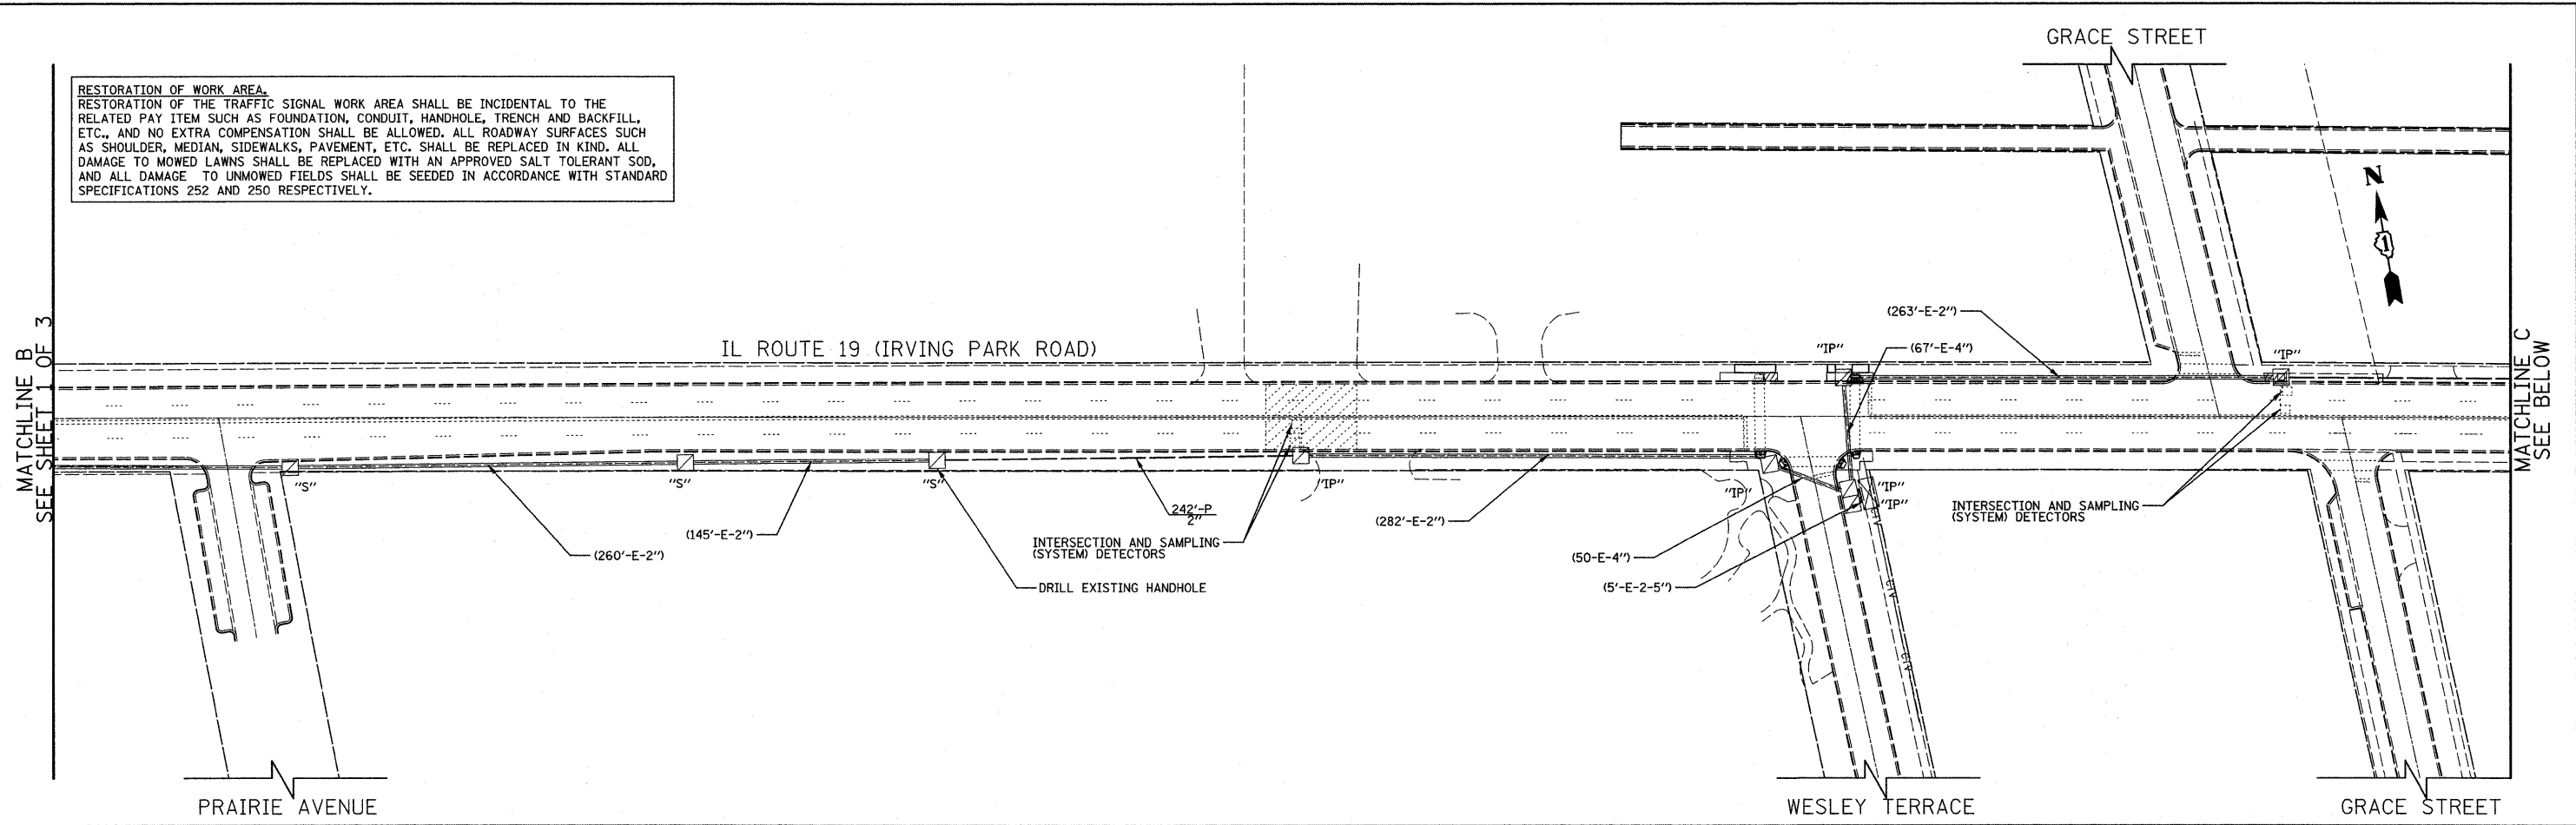 GRACE STREET
RESTORATION OF WORK AREA.
RESTORATION OF THE TRAFFIC SIGNAL WORK AREA SHALL BE INCIDENTAL TO THE
RELATED PAY ITEM SUCH AS FOUNDATION, CONDUIT, HANDHOLE, TRENCH AND BACKFILL,
ETC., AND NO EXTRA COMPENSATION SHALL BE ALLOWED. ALL ROADWAY SURFACES SUCH
AS SHOULDER, MEDIAN, SIDEWALKS, PAVEMENT, ETC. SHALL BE REPLACED IN KIND. ALL
DAMAGE TO MOWED LAWNS SHALL BE REPLACED WITH AN APPROVED SALT TOLERANT SOD,
AND ALL DAMAGE TO UNMOWED FIELDS SHALL BE SEEDED IN ACCORDANCE WITH STANDARD
SPECIFICATIONS 252 AND 250 RESPECTIVELY.
N
1
MATCHLINE B
SEE SHEET 1 OF 3
IL ROUTE 19 (IRVING PARK ROAD)
(263'-E-2")
"IP"
(67'-E-4")
"IP"
MATCHLINE C
SEE BELOW
"S"
"S"
"S"
"IP"
"IP"
"IP"
"IP"
242'-P
2"
(260'-E-2")
(145'-E-2")
INTERSECTION AND SAMPLING
(SYSTEM) DETECTORS
(282'-E-2")
INTERSECTION AND SAMPLING
(SYSTEM) DETECTORS
(50-E-4")
(5'-E-2-5")
DRILL EXISTING HANDHOLE
PRAIRIE AVENUE
WESLEY TERRACE
GRACE STREET